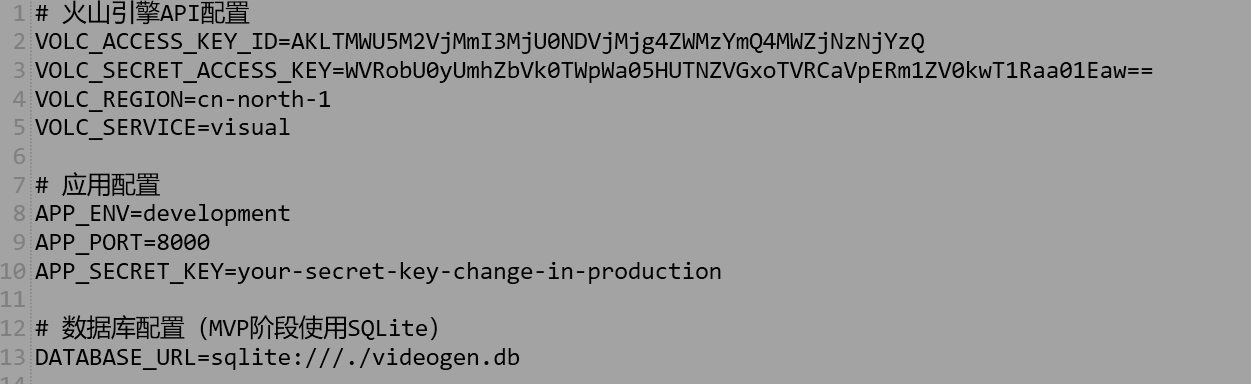 1 # 火山引擎API配置
2 VOLC_ACCESS_KEY_ID=AKLTMWU5M2VjMmI3MjU0NDVjMjg4ZWMzYmQ4MWZjNzNjYzQ
3 VOLC_SECRET_ACCESS_KEY=WVRobU0yUmhZbVk0TWpWa05HUTNZVGxoTVRCaVpERm1ZV0kwT1Raa01Eaw==
4 VOLC_REGION=cn-north-1
5 VOLC_SERVICE=visual
6
7 # 应用配置
8 APP_ENV=development
9 APP_PORT=8000
10 APP_SECRET_KEY=your-secret-key-change-in-production
11
12 # 数据库配置（MVP阶段使用SQLite）
13 DATABASE_URL=sqlite:///./videogen.db